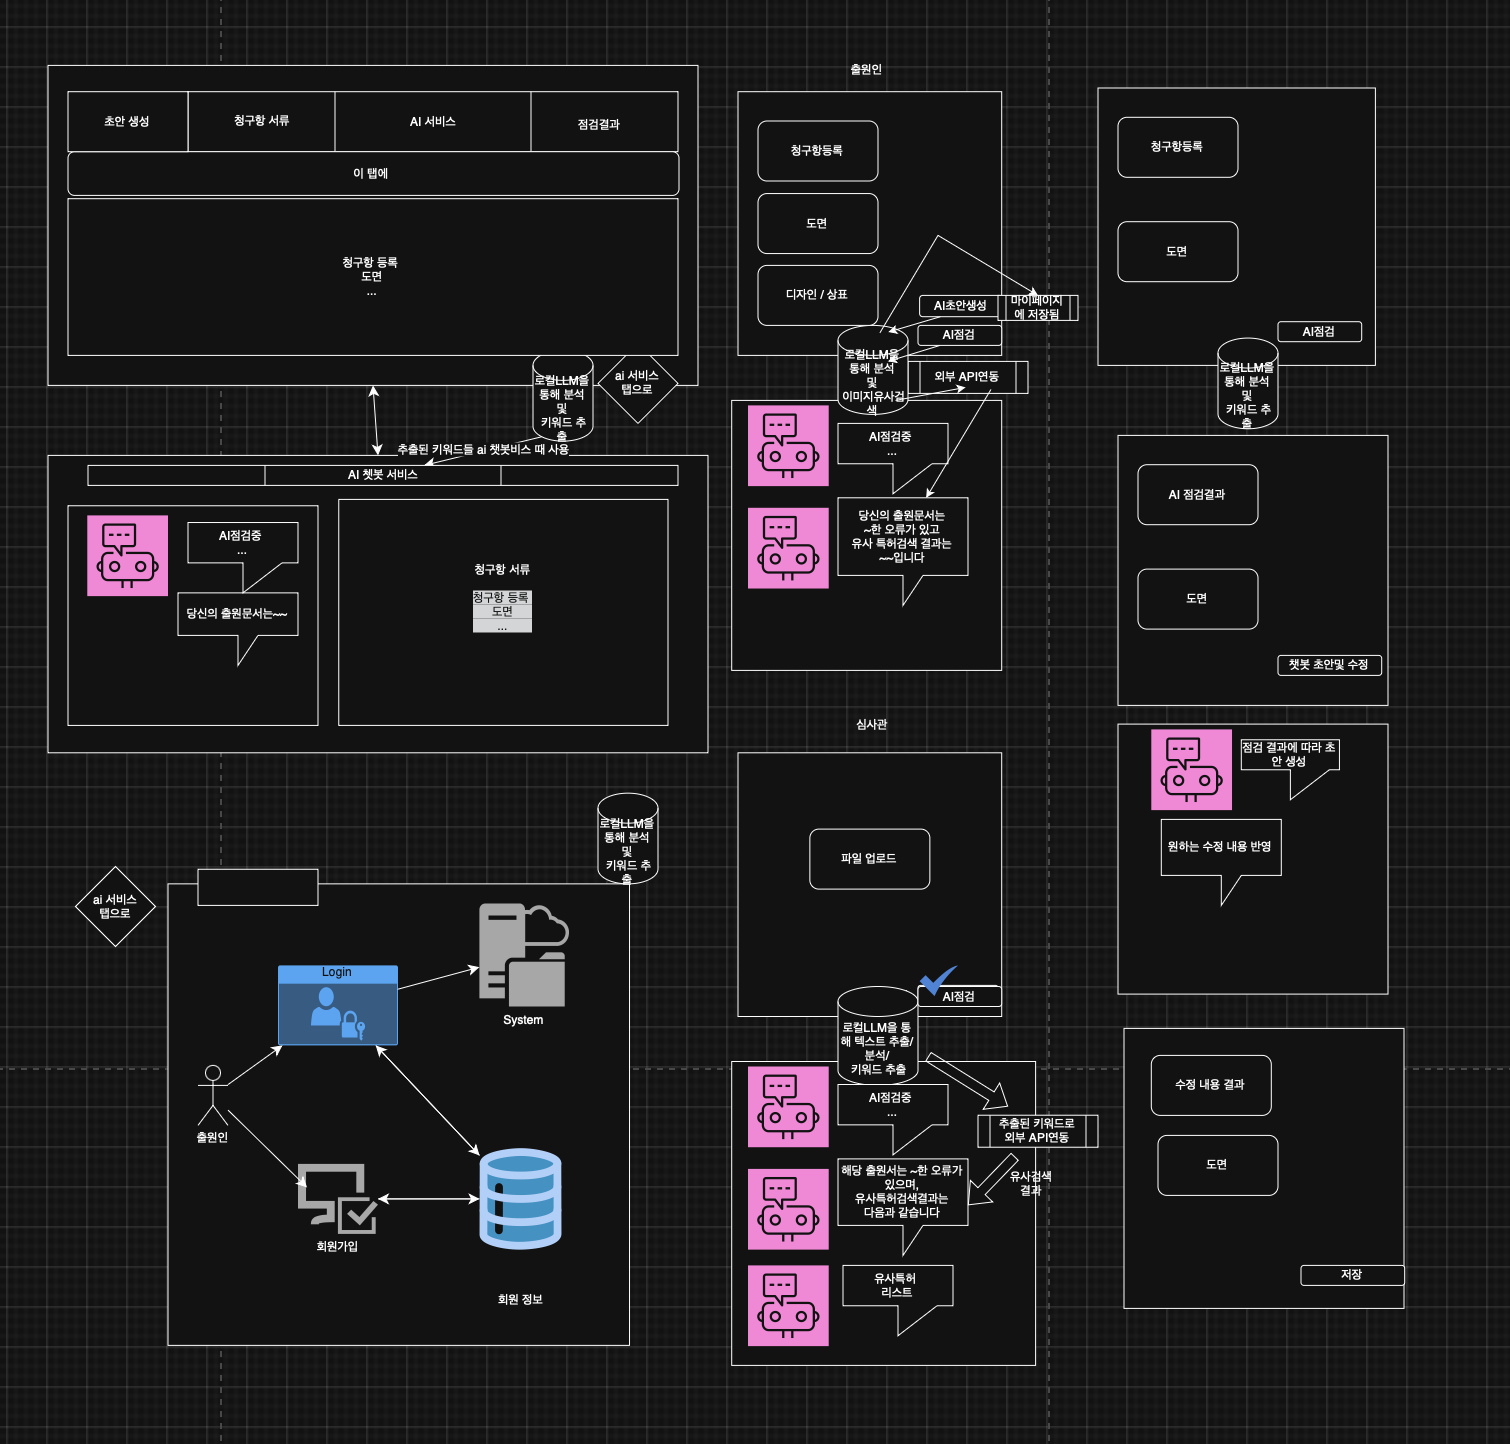 초안 생성
청구항 서류
AI 서비스
점검결과
이 탭에
청구항 등록
도면
...
로컬LLM을
통해 분석
및
키워드 추
출
ai 서비스
탭으로
추출된 키워드들 ai 챗봇비스 때 사용
AI 쳇봇 서비스
AI점검중
...
당신의 출원문서는~~
청구항 서류
청구항 등록
도면
...
로컬LLM을
통해 분석
및
키워드 추
출
ai 서비스
탭으로
Login
System
출원인
회원가입
회원 정보
출원인
청구항등록
도면
디자인 / 상표
AI초안생성
마이페이지
에 저장됨
AI점검
로컬LLM을
통해 분석
및
이미지유사검
색
외부 API연동
AI점검중
...
당신의 출원문서는
~한 오류가 있고
유사 특허검색 결과는
~~입니다
심사관
파일 업로드
AI점검
로컬LLM을 통
해 텍스트 추출/
분석/
키워드 추출
AI점검중
...
추출된 키워드로
외부 API연동
해당 출원서는 ~한 오류가
있으며,
유사특허검색결과는
다음과 같습니다
유사검색
결과
유사특허
리스트
청구항등록
도면
AI점검
로컬LLM을
통해 분석
및
키워드 추
출
AI 점검결과
도면
챗봇 초안및 수정
점검 결과에 따라 초
안 생성
원하는 수정 내용 반영
수정 내용 결과
도면
저장